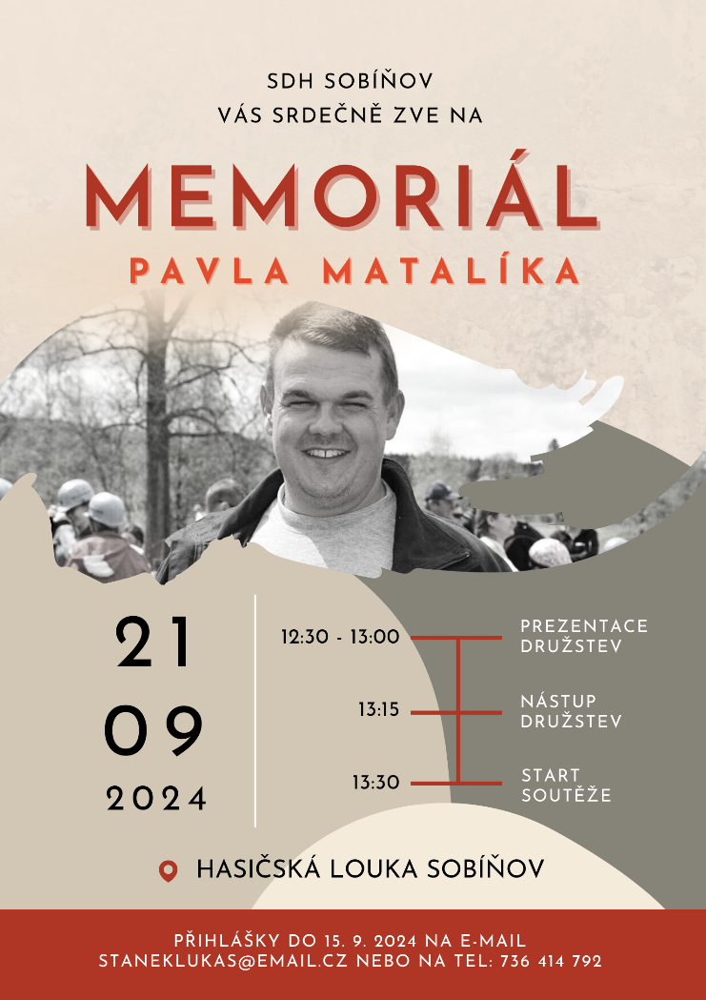 SDH SOBÍŇOV
VÁS SRDEČNĚ ZVE NA
MEMORIÁL
PAVLA MATALÍKA
21
09
2024
12:30 - 13:00
PREZENTACE
DRUŽSTEV
13:15
NÁSTUP
DRUŽSTEV
13:30
START
SOUTĚŽE
HASIČSKÁ LOUKA SOBÍŇOV
PŘIHLÁŠKY DO 15. 9. 2024 NA E-MAIL
STANEKLUKAS@EMAIL.CZ NEBO NA TEL: 736 414 792